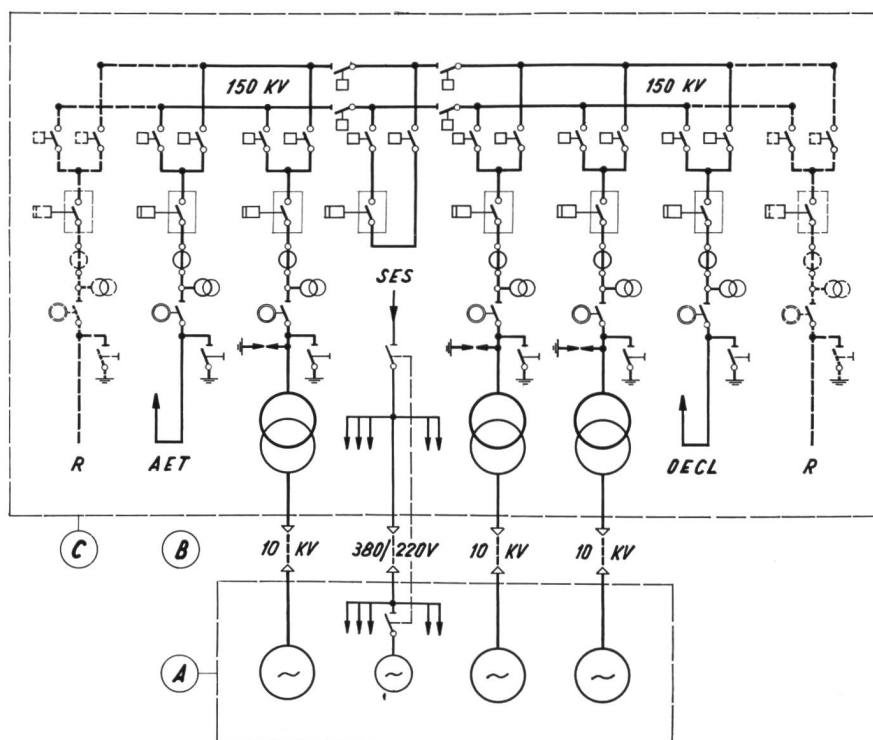 150 KV 150 KV
SES
R AET OECL R
C B 10 KV 380/220V 10 KV 10 KV
A